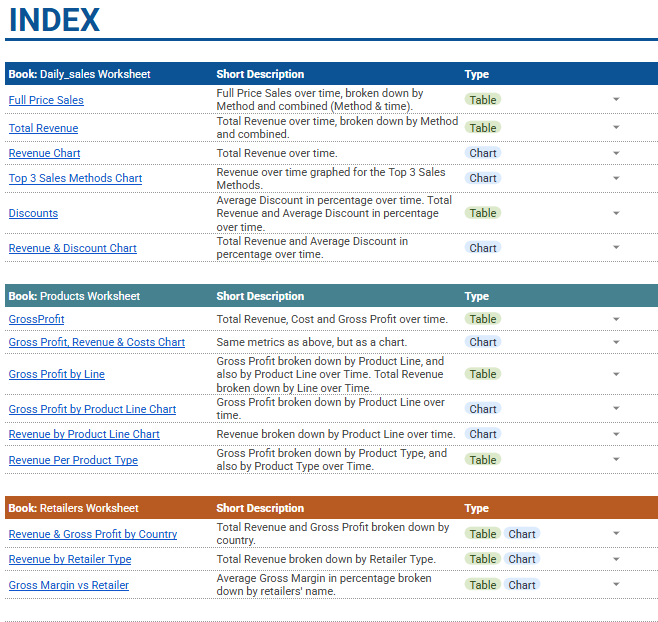 INDEX
Book: Daily_sales Worksheet Short Description Type
Full Price Sales Full Price Sales over time, broken down by Table
Method and combined (Method & time).
Total Revenue Total Revenue over time, broken down by Method Table
and combined.
Revenue Chart Total Revenue over time. Chart
Top 3 Sales Methods Chart Revenue over time graphed for the Top 3 Sales Chart
Methods.
Discounts Average Discount in percentage over time. Total Table
Revenue and Average Discount in percentage
over time.
Revenue & Discount Chart Total Revenue and Average Discount in Chart
percentage over time.
Book: Products Worksheet Short Description Type
GrossProfit Total Revenue, Cost and Gross Profit over time. Table
Gross Profit, Revenue & Costs Chart Same metrics as above, but as a chart. Chart
Gross Profit by Line Gross Profit broken down by Product Line, and Table
also by Product Line over Time. Total Revenue
broken down by Line over Time.
Gross Profit by Product Line Chart Gross Profit broken down by Product Line over Chart
time.
Revenue by Product Line Chart Revenue broken down by Product Line over time. Chart
Revenue Per Product Type Gross Profit broken down by Product Type, and Table
also by Product Type over Time.
Book: Retailers Worksheet Short Description Type
Revenue & Gross Profit by Country Total Revenue and Gross Profit broken down by Table Chart
country.
Revenue by Retailer Type Total Revenue broken down by Retailer Type. Table Chart
Gross Margin vs Retailer Average Gross Margin in percentage broken Table Chart
down by retailers' name.